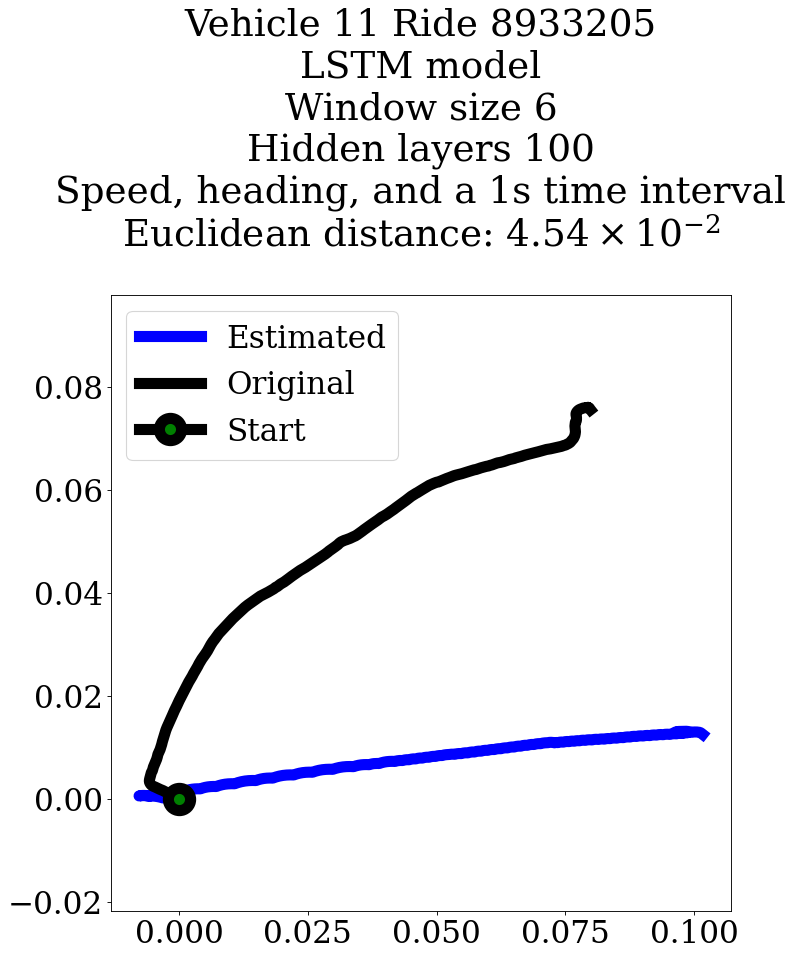 Vehicle 11 Ride 8933205
LSTM model
Window size 6
Hidden layers 100
Speed, heading, and a 1s time interval
Euclidean distance: 4.54 × 10⁻²
Estimated
Original
Start
0.08
0.06
0.04
0.02
0.00
−0.02
0.000 0.025 0.050 0.075 0.100